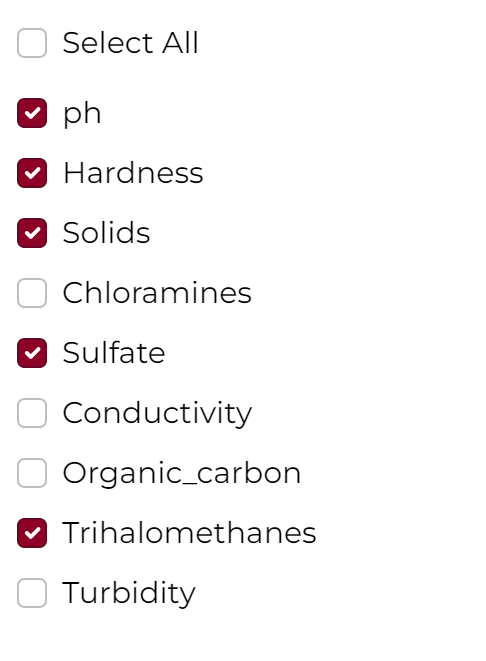 Select All
ph
Hardness
Solids
Chloramines
Sulfate
Conductivity
Organic_carbon
Trihalomethanes
Turbidity